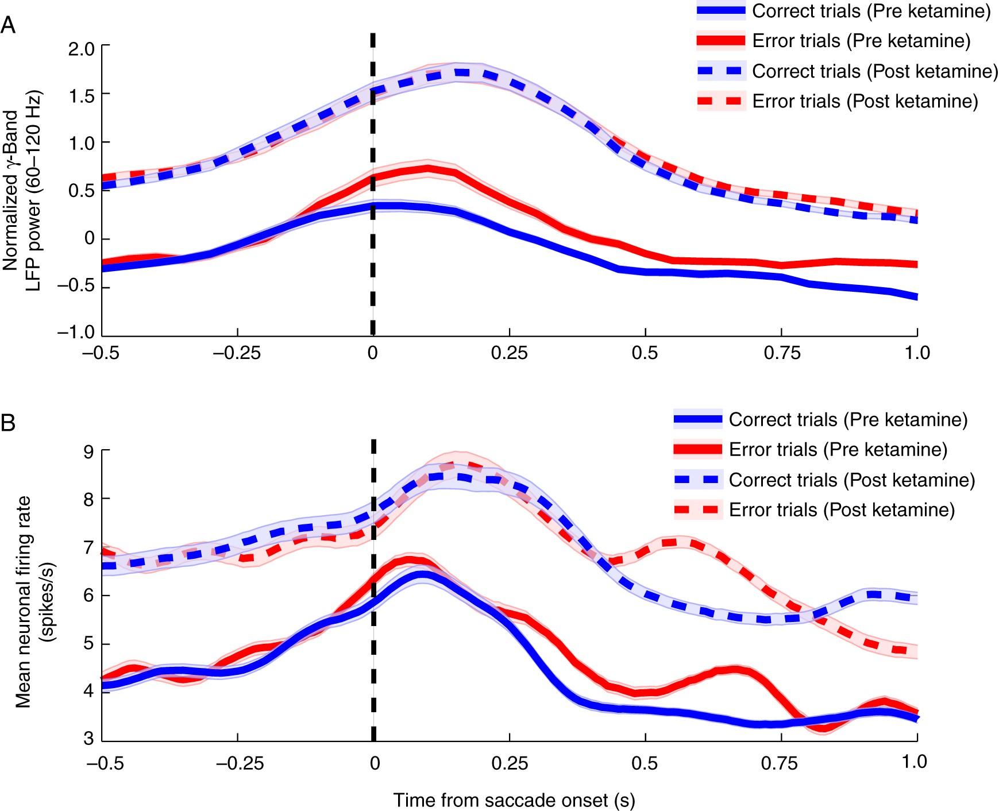 A
Correct trials (Pre ketamine)
Error trials (Pre ketamine)
Correct trials (Post ketamine)
Error trials (Post ketamine)
Normalized γ-Band
LFP power (60–120 Hz)
2.0
1.5
1.0
0.5
0
–0.5
–1.0
–0.5
–0.25
0
0.25
0.5
0.75
1.0
B
Correct trials (Pre ketamine)
Error trials (Pre ketamine)
Correct trials (Post ketamine)
Error trials (Post ketamine)
Mean neuronal firing rate
(spikes/s)
9
8
7
6
5
4
3
–0.5
–0.25
0
0.25
0.5
0.75
1.0
Time from saccade onset (s)